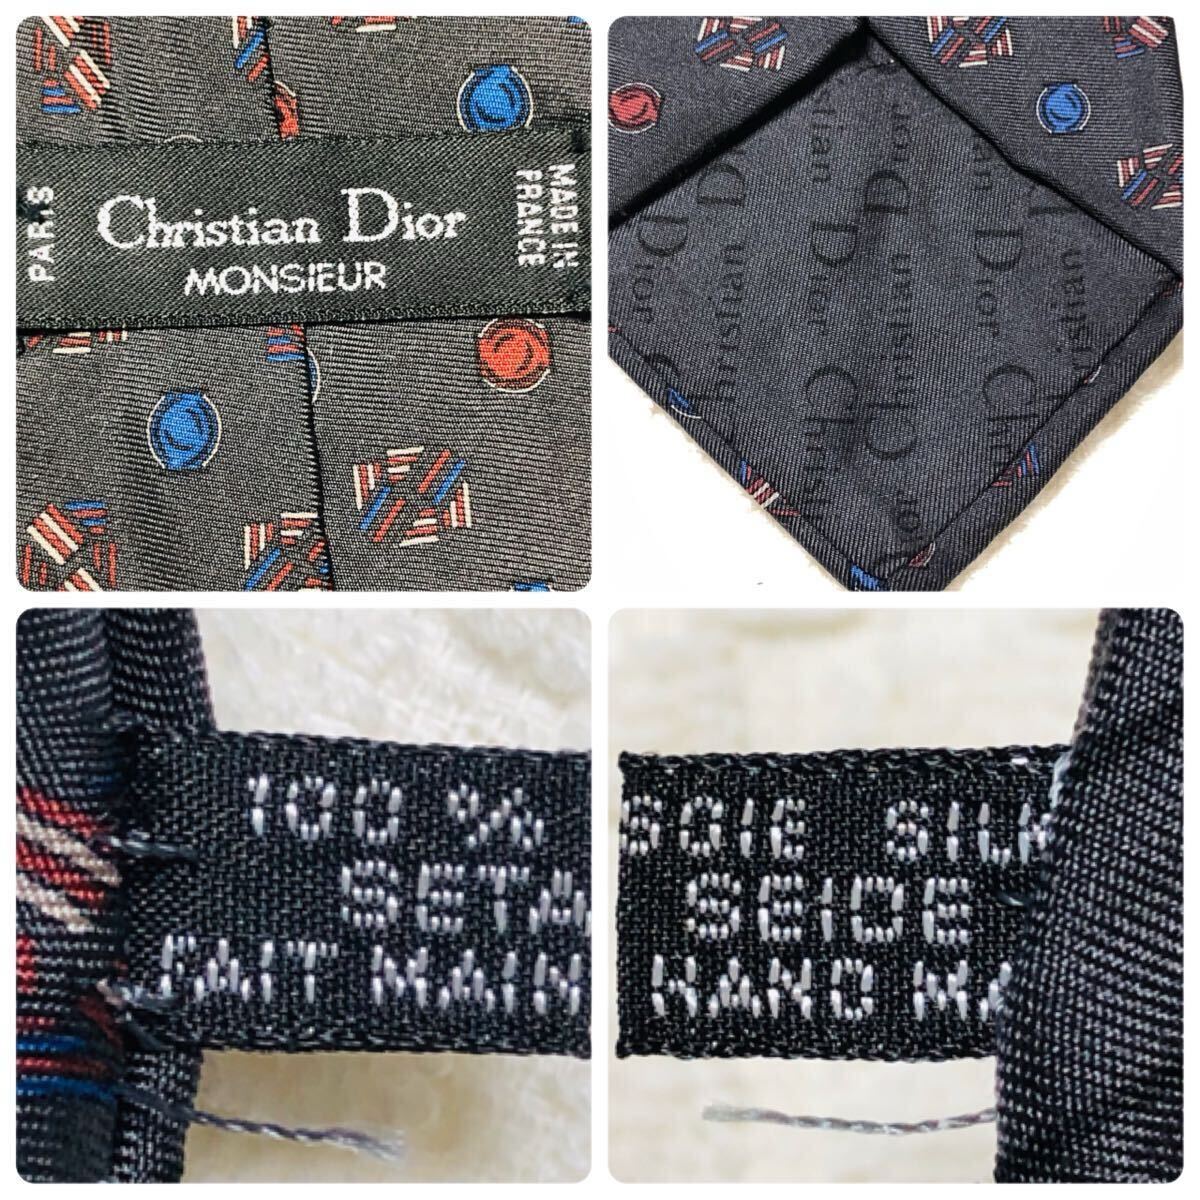 PARIS
Christian Dior
MONSIEUR
MADE IN
FRANCE
Christian Dior
100 %
SETA
FAIT MAIN
SOIE SILK
SEIDE
HAND MA